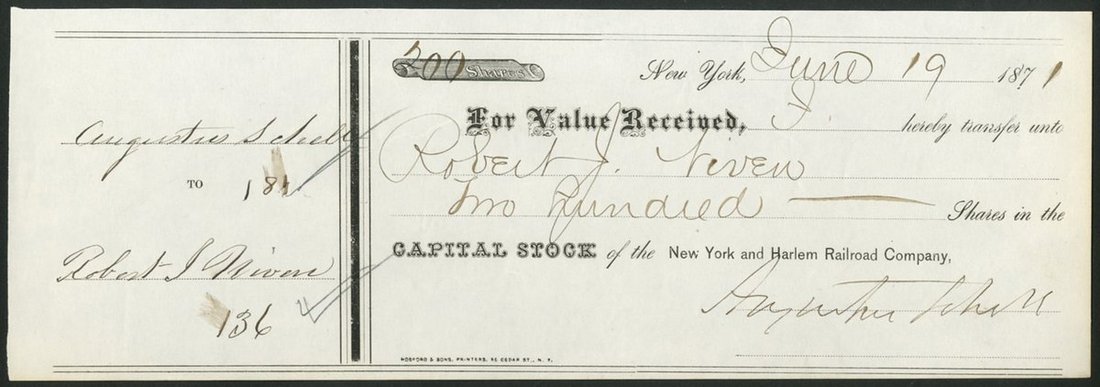 Augustus Schell
TO
181
Robert J Niven
136
200 Shares
New York, June 19 1871
For Value Received, I hereby transfer unto
Robert J. Niven
Two Hundred Shares in the
CAPITAL STOCK of the New York and Harlem Railroad Company,
Augustus Schell
HOSFORD & SONS, PRINTERS, 56 CEDAR ST., N. Y.